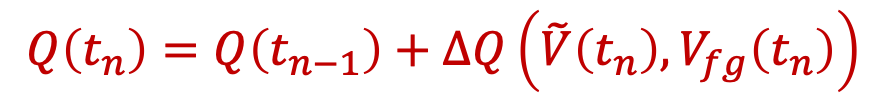 Q(tₙ) = Q(tₙ₋₁) + ΔQ (Ṽ(tₙ), V_fg(tₙ))